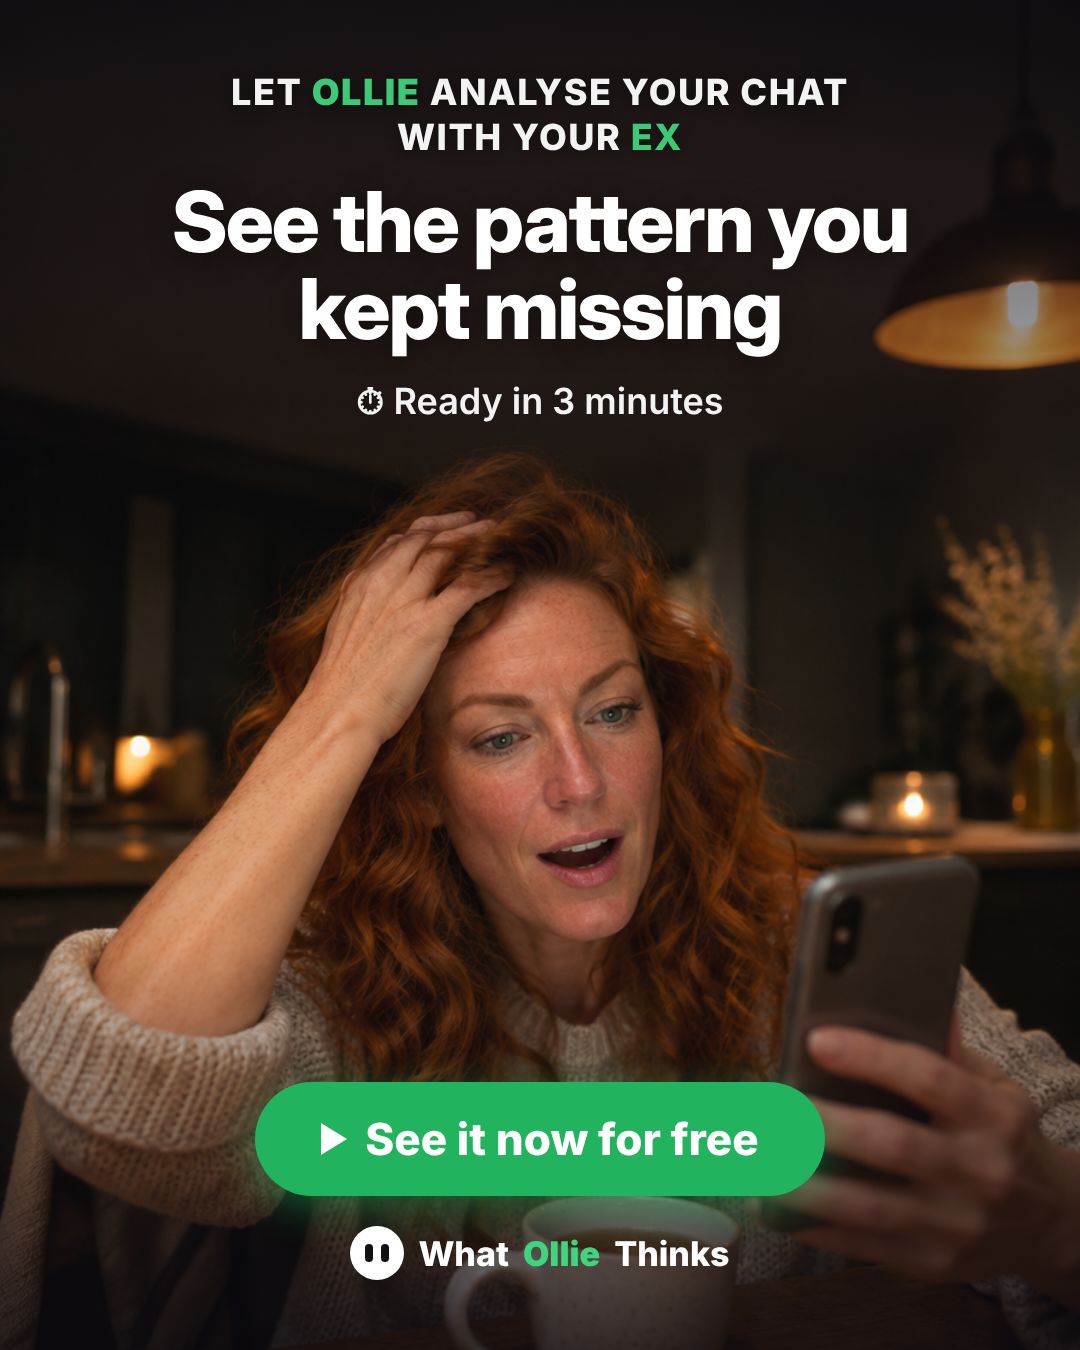 LET OLLIE ANALYSE YOUR CHAT
WITH YOUR EX
See the pattern you
kept missing
⏱ Ready in 3 minutes
▶ See it now for free
What Ollie Thinks